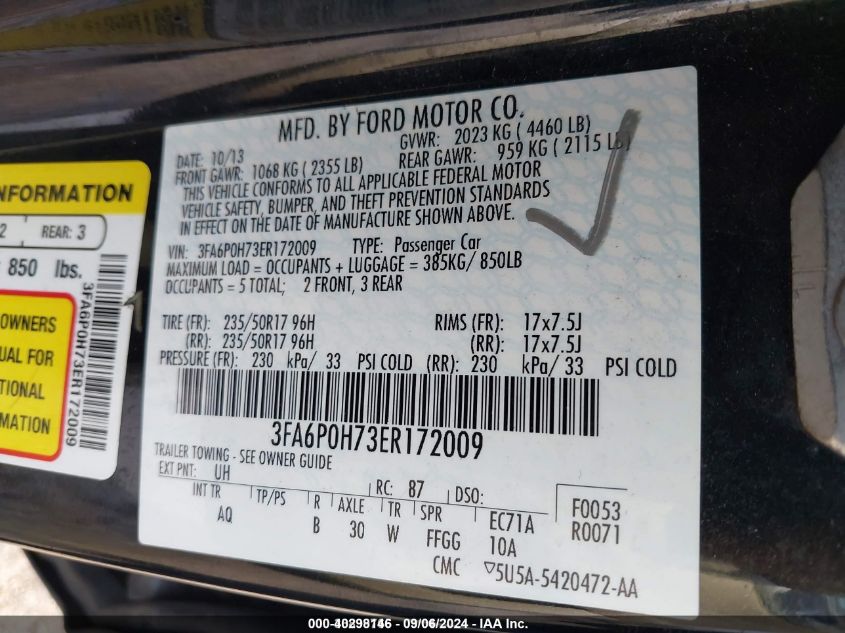 MFD. BY FORD MOTOR CO.
DATE: 10/13 GVWR: 2023 KG ( 4460 LB)
FRONT GAWR: 1068 KG ( 2355 LB) REAR GAWR: 959 KG ( 2115 LB)
THIS VEHICLE CONFORMS TO ALL APPLICABLE FEDERAL MOTOR
VEHICLE SAFETY, BUMPER, AND THEFT PREVENTION STANDARDS
IN EFFECT ON THE DATE OF MANUFACTURE SHOWN ABOVE.
VIN: 3FA6P0H73ER172009 TYPE: Passenger Car
MAXIMUM LOAD = OCCUPANTS + LUGGAGE = 385KG/ 850LB
OCCUPANTS = 5 TOTAL; 2 FRONT, 3 REAR
TIRE (FR): 235/50R17 96H RIMS (FR): 17x7.5J
(RR): 235/50R17 96H (RR): 17x7.5J
PRESSURE (FR): 230 kPa/ 33 PSI COLD (RR): 230 kPa/ 33 PSI COLD
3FA6P0H73ER172009
TRAILER TOWING - SEE OWNER GUIDE
EXT PNT: UH RC: 87 DSO:
INT TR TP/PS R AXLE TR SPR EC71A F0053
AQ B 30 W FFGG 10A R0071
CMC 5U5A-5420472-AA
INFORMATION
2 REAR: 3
850 lbs.
OWNERS
UAL FOR
TIONAL
MATION
3FA6P0H73ER172009
000-40298146 - 09/06/2024 - IAA Inc.